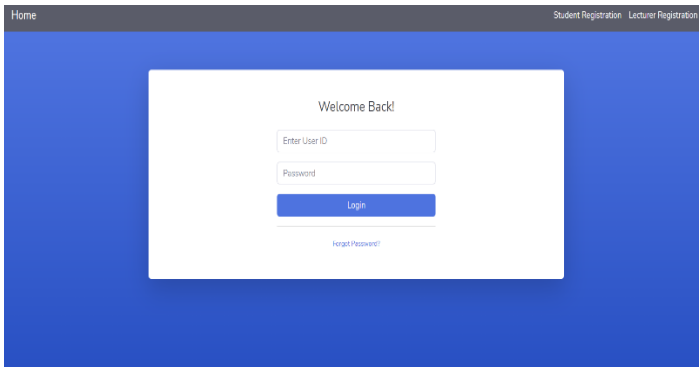 Home Student Registration Lecturer Registration
Welcome Back!
Enter User ID
Password
Login
Forgot Password?